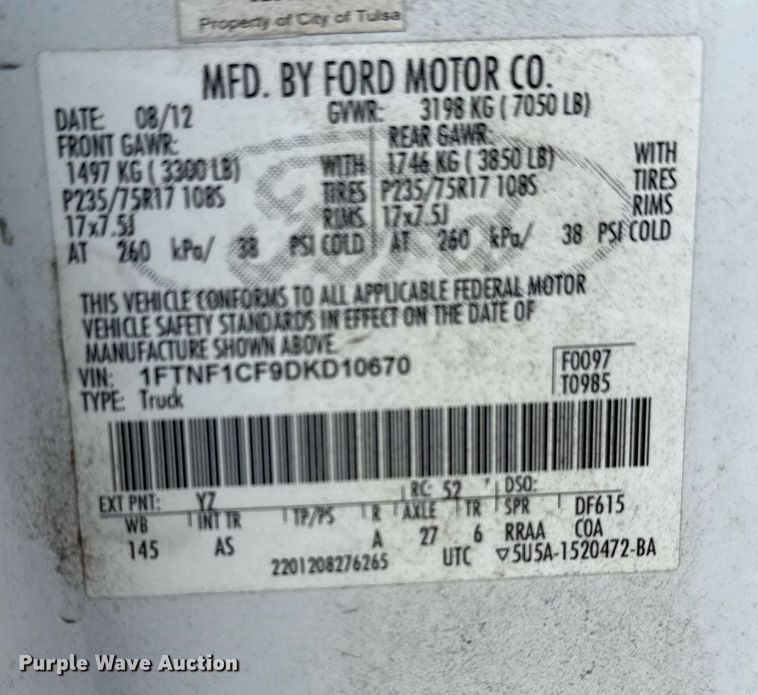 Property of City of Tulsa
MFD. BY FORD MOTOR CO.
DATE: 08/12 GVWR: 3198 KG ( 7050 LB)
FRONT GAWR: REAR GAWR:
1497 KG ( 3300 LB) WITH 1746 KG ( 3850 LB) WITH
P235/75R17 108S TIRES P235/75R17 108S TIRES
17x7.5J RIMS 17x7.5J RIMS
AT 260 kPa/ 38 PSI COLD AT 260 kPa/ 38 PSI COLD
THIS VEHICLE CONFORMS TO ALL APPLICABLE FEDERAL MOTOR
VEHICLE SAFETY STANDARDS IN EFFECT ON THE DATE OF
MANUFACTURE SHOWN ABOVE.
VIN: 1FTNF1CF9DKD10670 F0097
TYPE: Truck T0985
EXT PNT: YZ RC: 52 DSO:
WB INT TR TP/PS R AXLE TR SPR DF615
145 AS A 27 6 RRAA COA
2201208276265 UTC ▽5U5A-1520472-BA
Purple Wave Auction